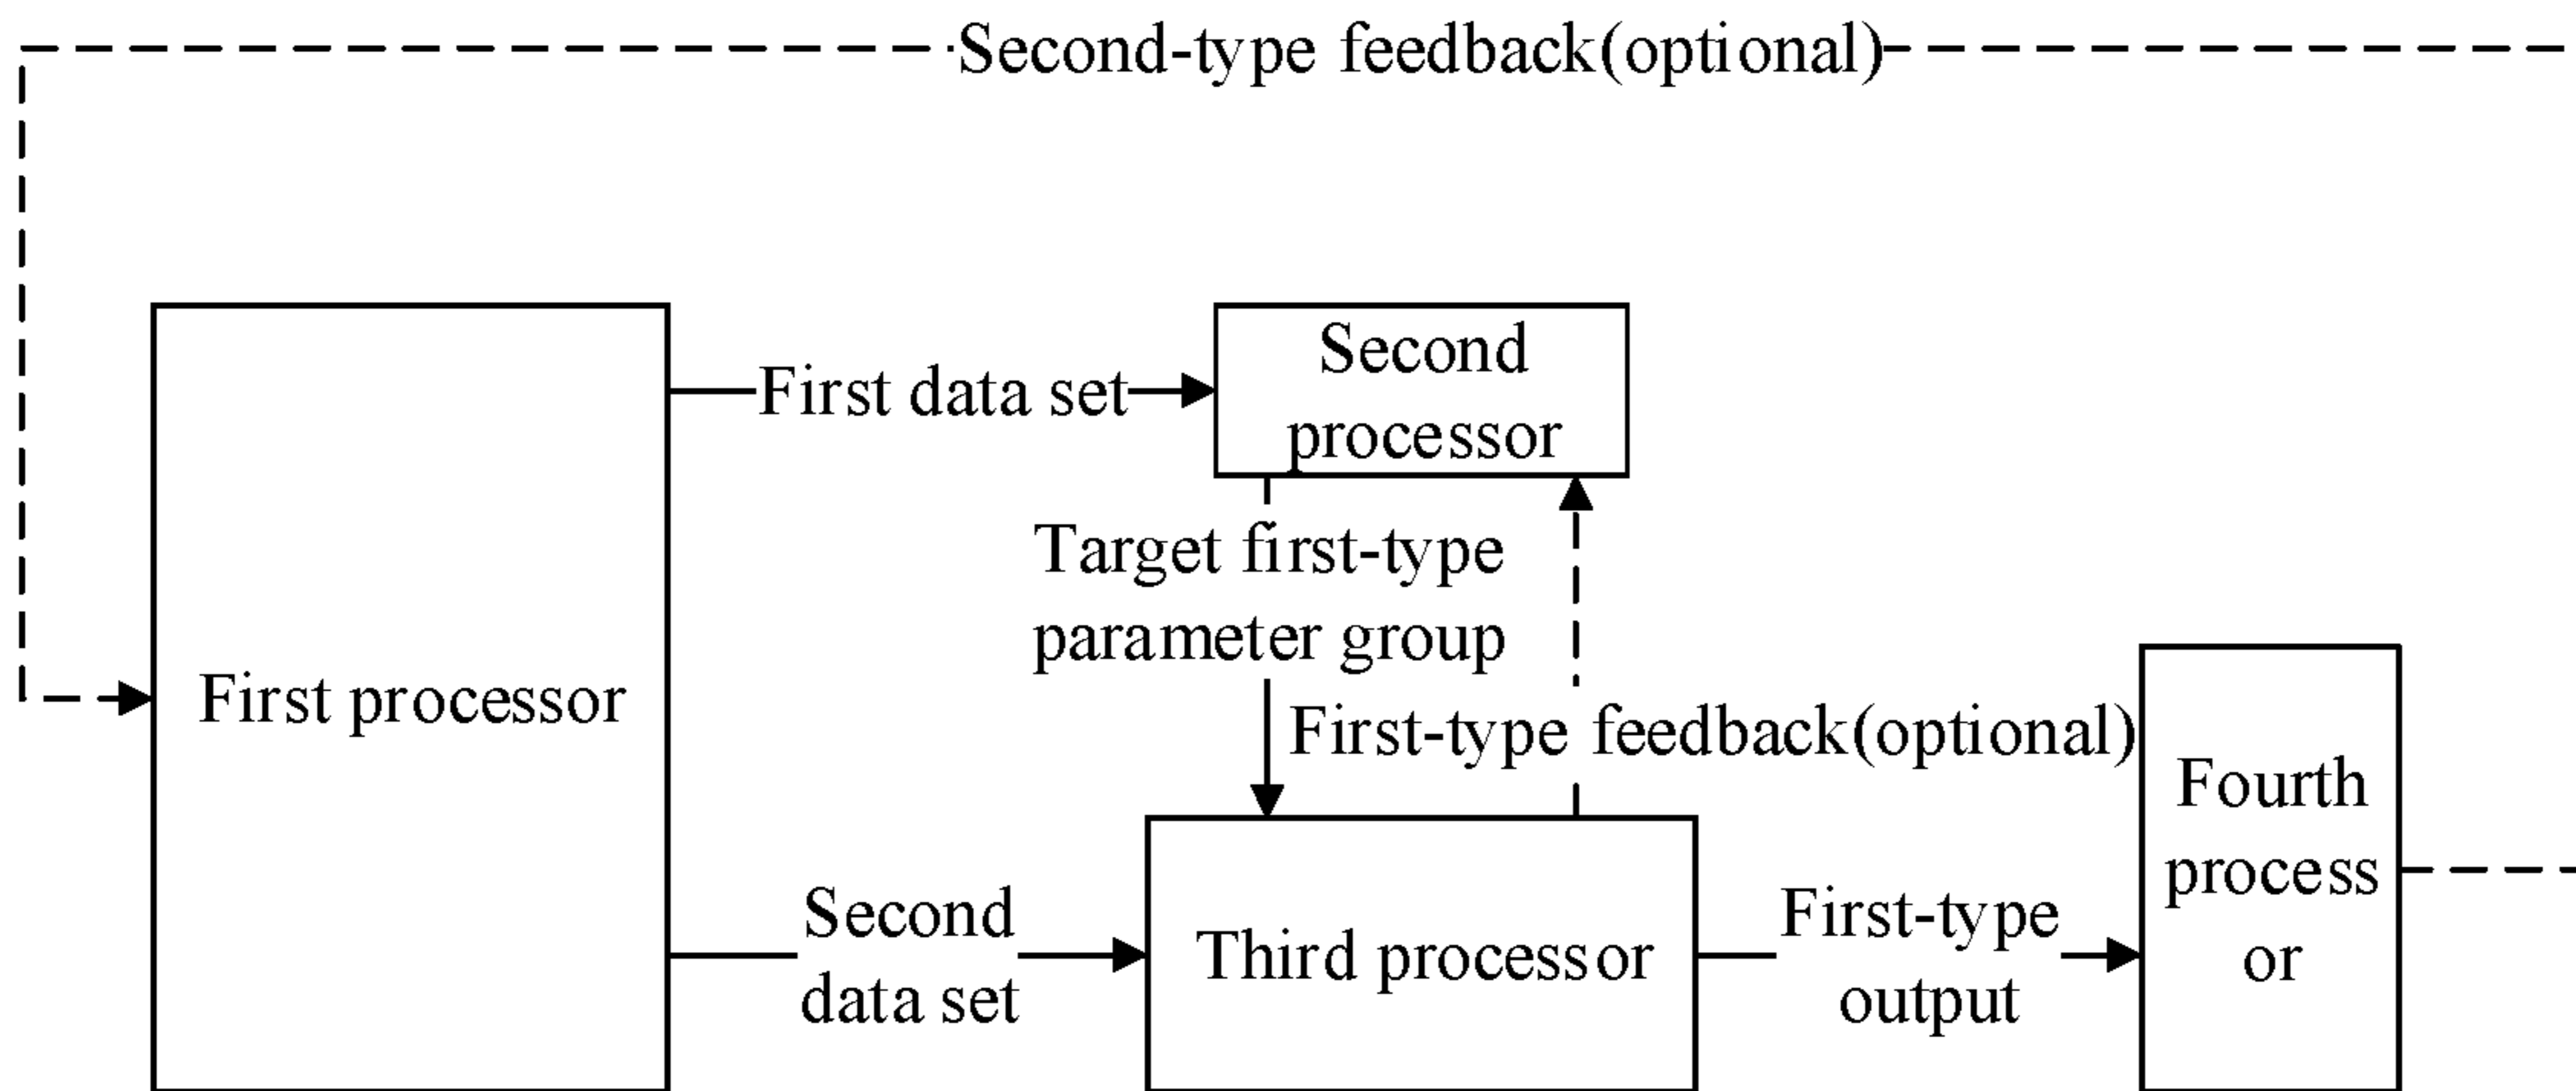 Second-type feedback(optional)
First data set
Second
processor
Target first-type
parameter group
First processor
First-type feedback(optional)
Second
data set
Third processor
First-type
output
Fourth
process
or